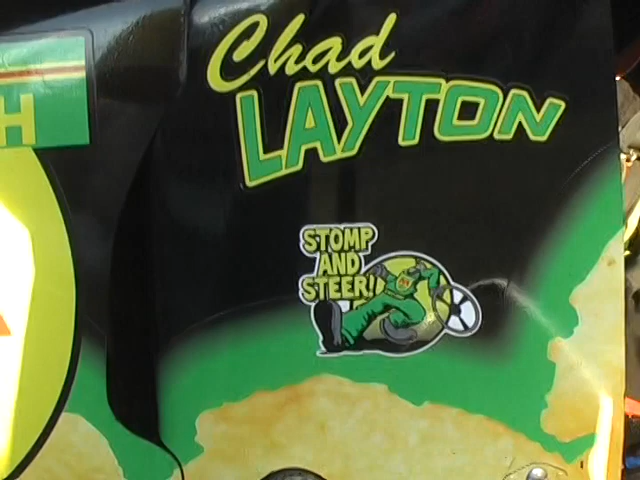 Chad
LAYTON
H
STOMP
AND
STEER!